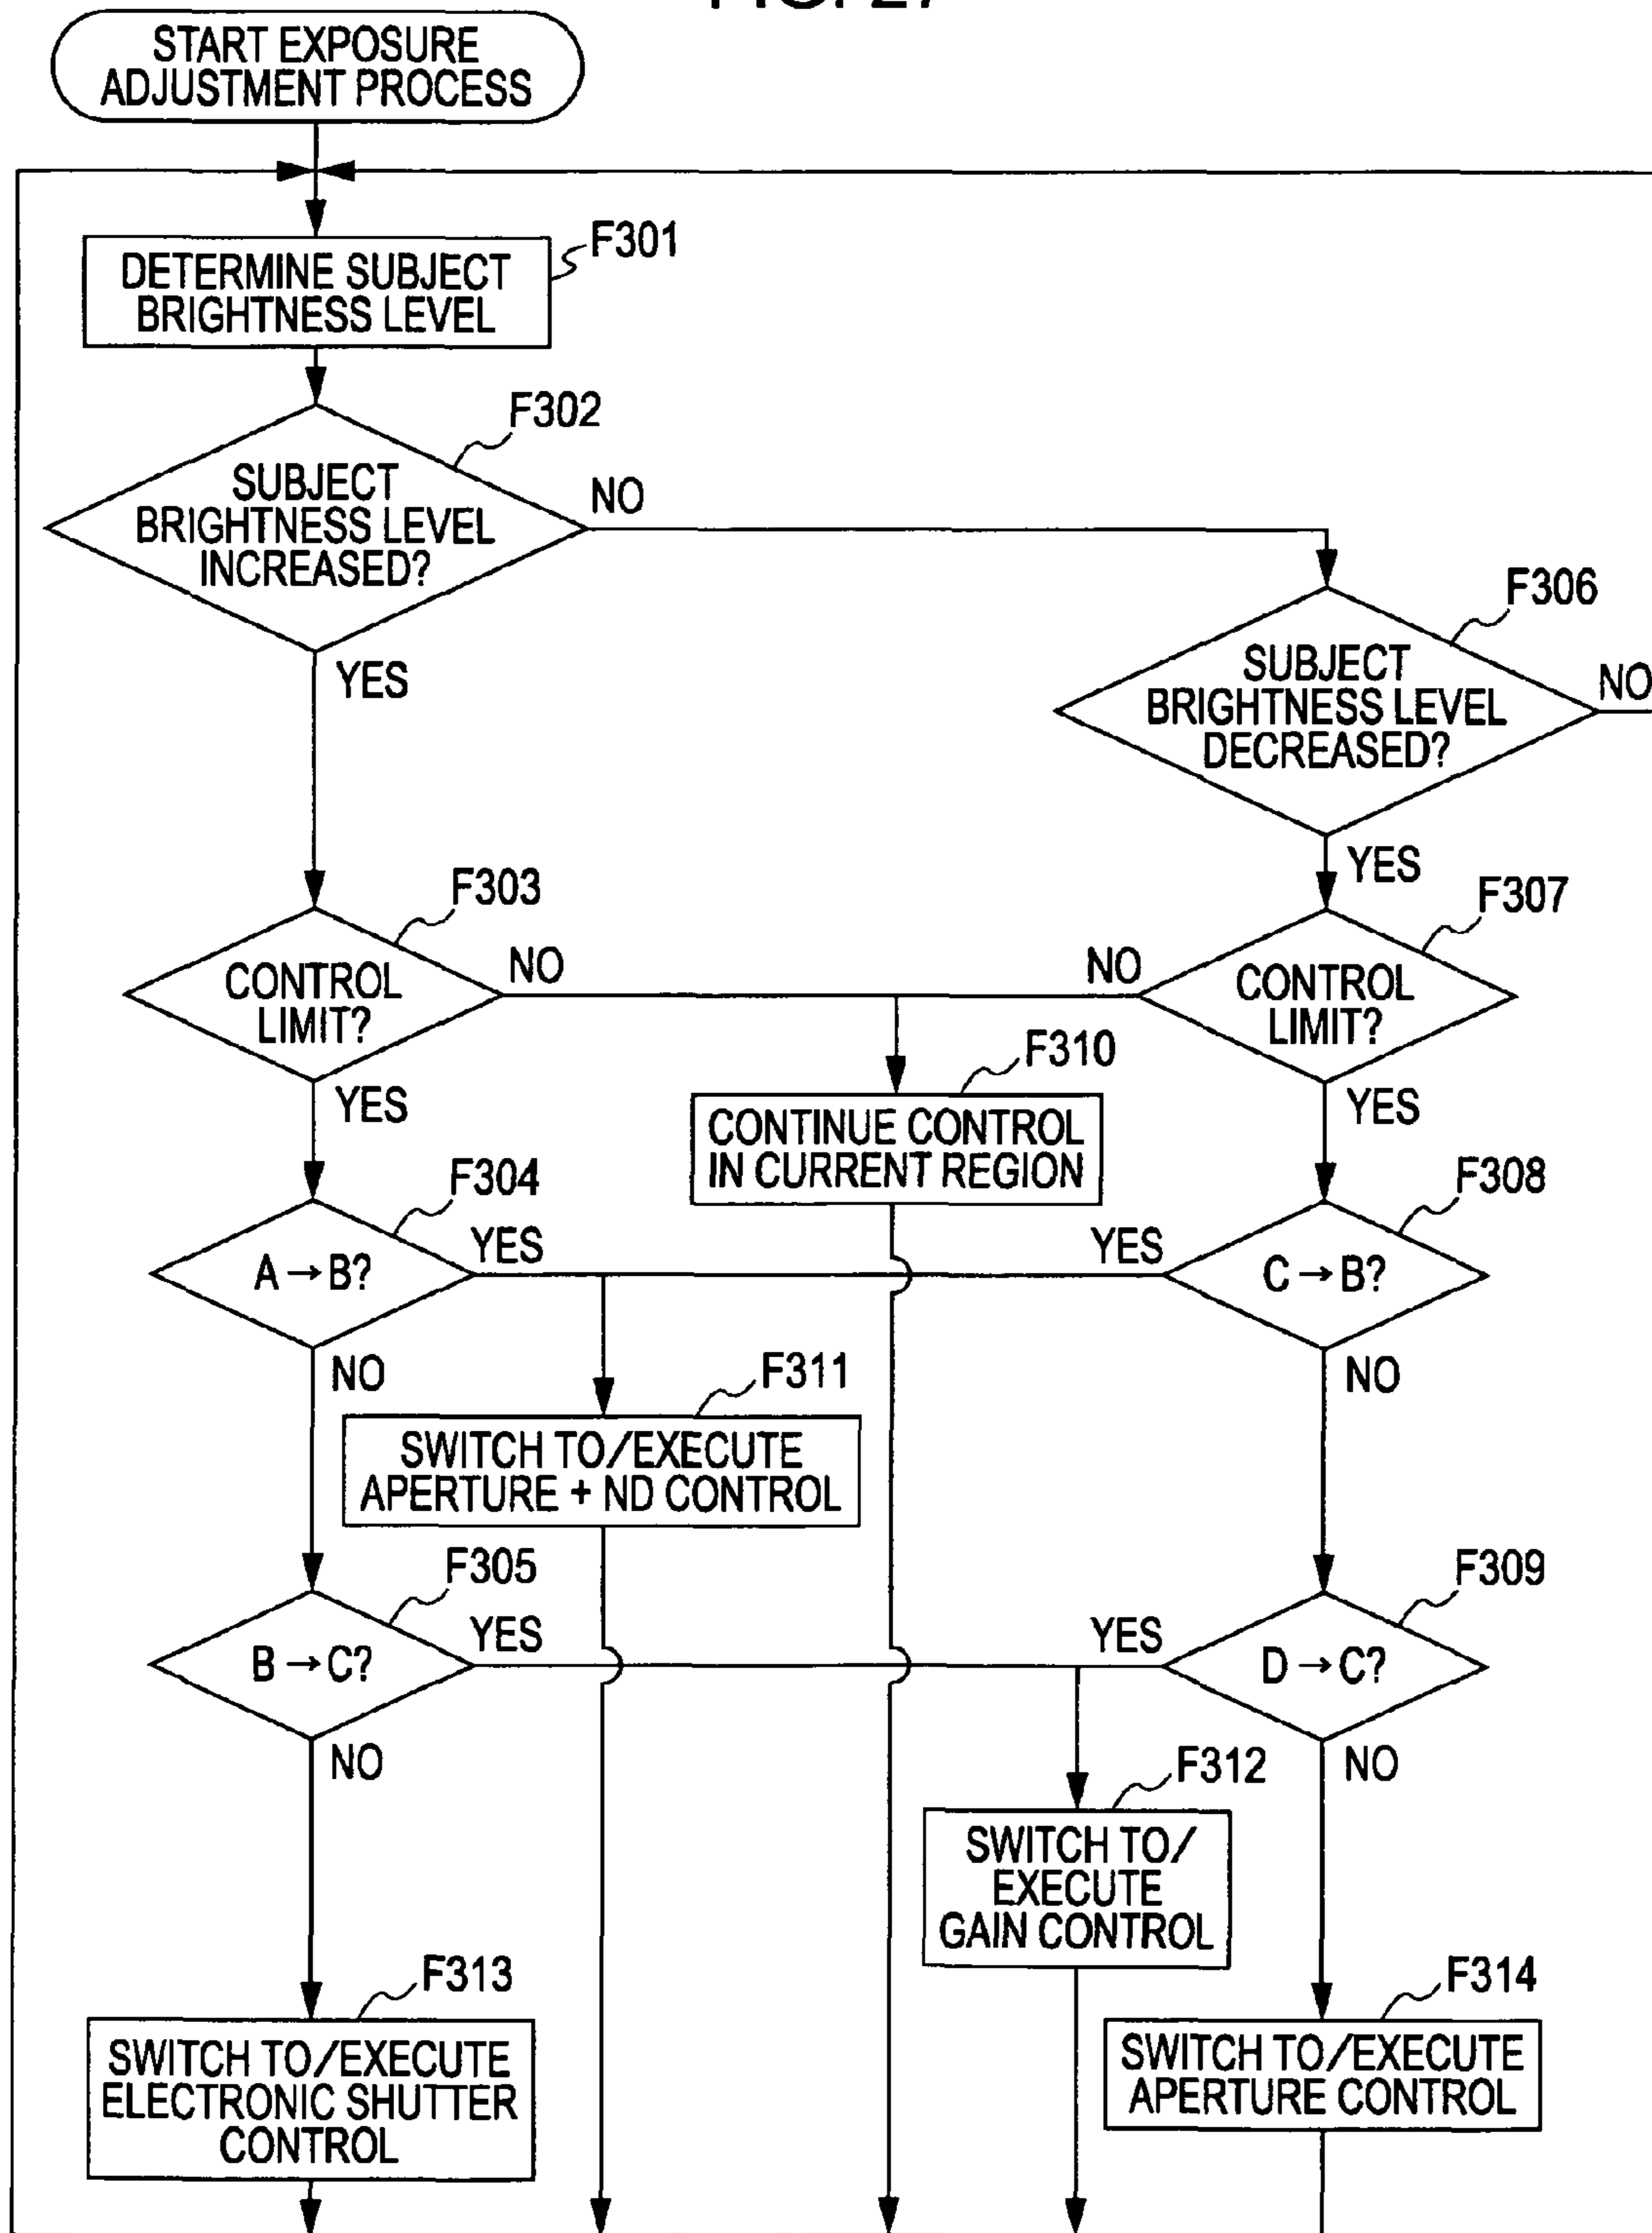 START EXPOSURE
ADJUSTMENT PROCESS
F301
DETERMINE SUBJECT
BRIGHTNESS LEVEL
F302
SUBJECT
BRIGHTNESS LEVEL
INCREASED?
NO
YES
F306
SUBJECT
BRIGHTNESS LEVEL
DECREASED?
NO
YES
F303
CONTROL
LIMIT?
NO
YES
F307
CONTROL
LIMIT?
NO
YES
F310
CONTINUE CONTROL
IN CURRENT REGION
F304
A → B?
YES
NO
F308
C → B?
YES
NO
F311
SWITCH TO/EXECUTE
APERTURE + ND CONTROL
F305
B → C?
YES
NO
F309
D → C?
YES
NO
F312
SWITCH TO/
EXECUTE
GAIN CONTROL
F313
SWITCH TO/EXECUTE
ELECTRONIC SHUTTER
CONTROL
F314
SWITCH TO/EXECUTE
APERTURE CONTROL